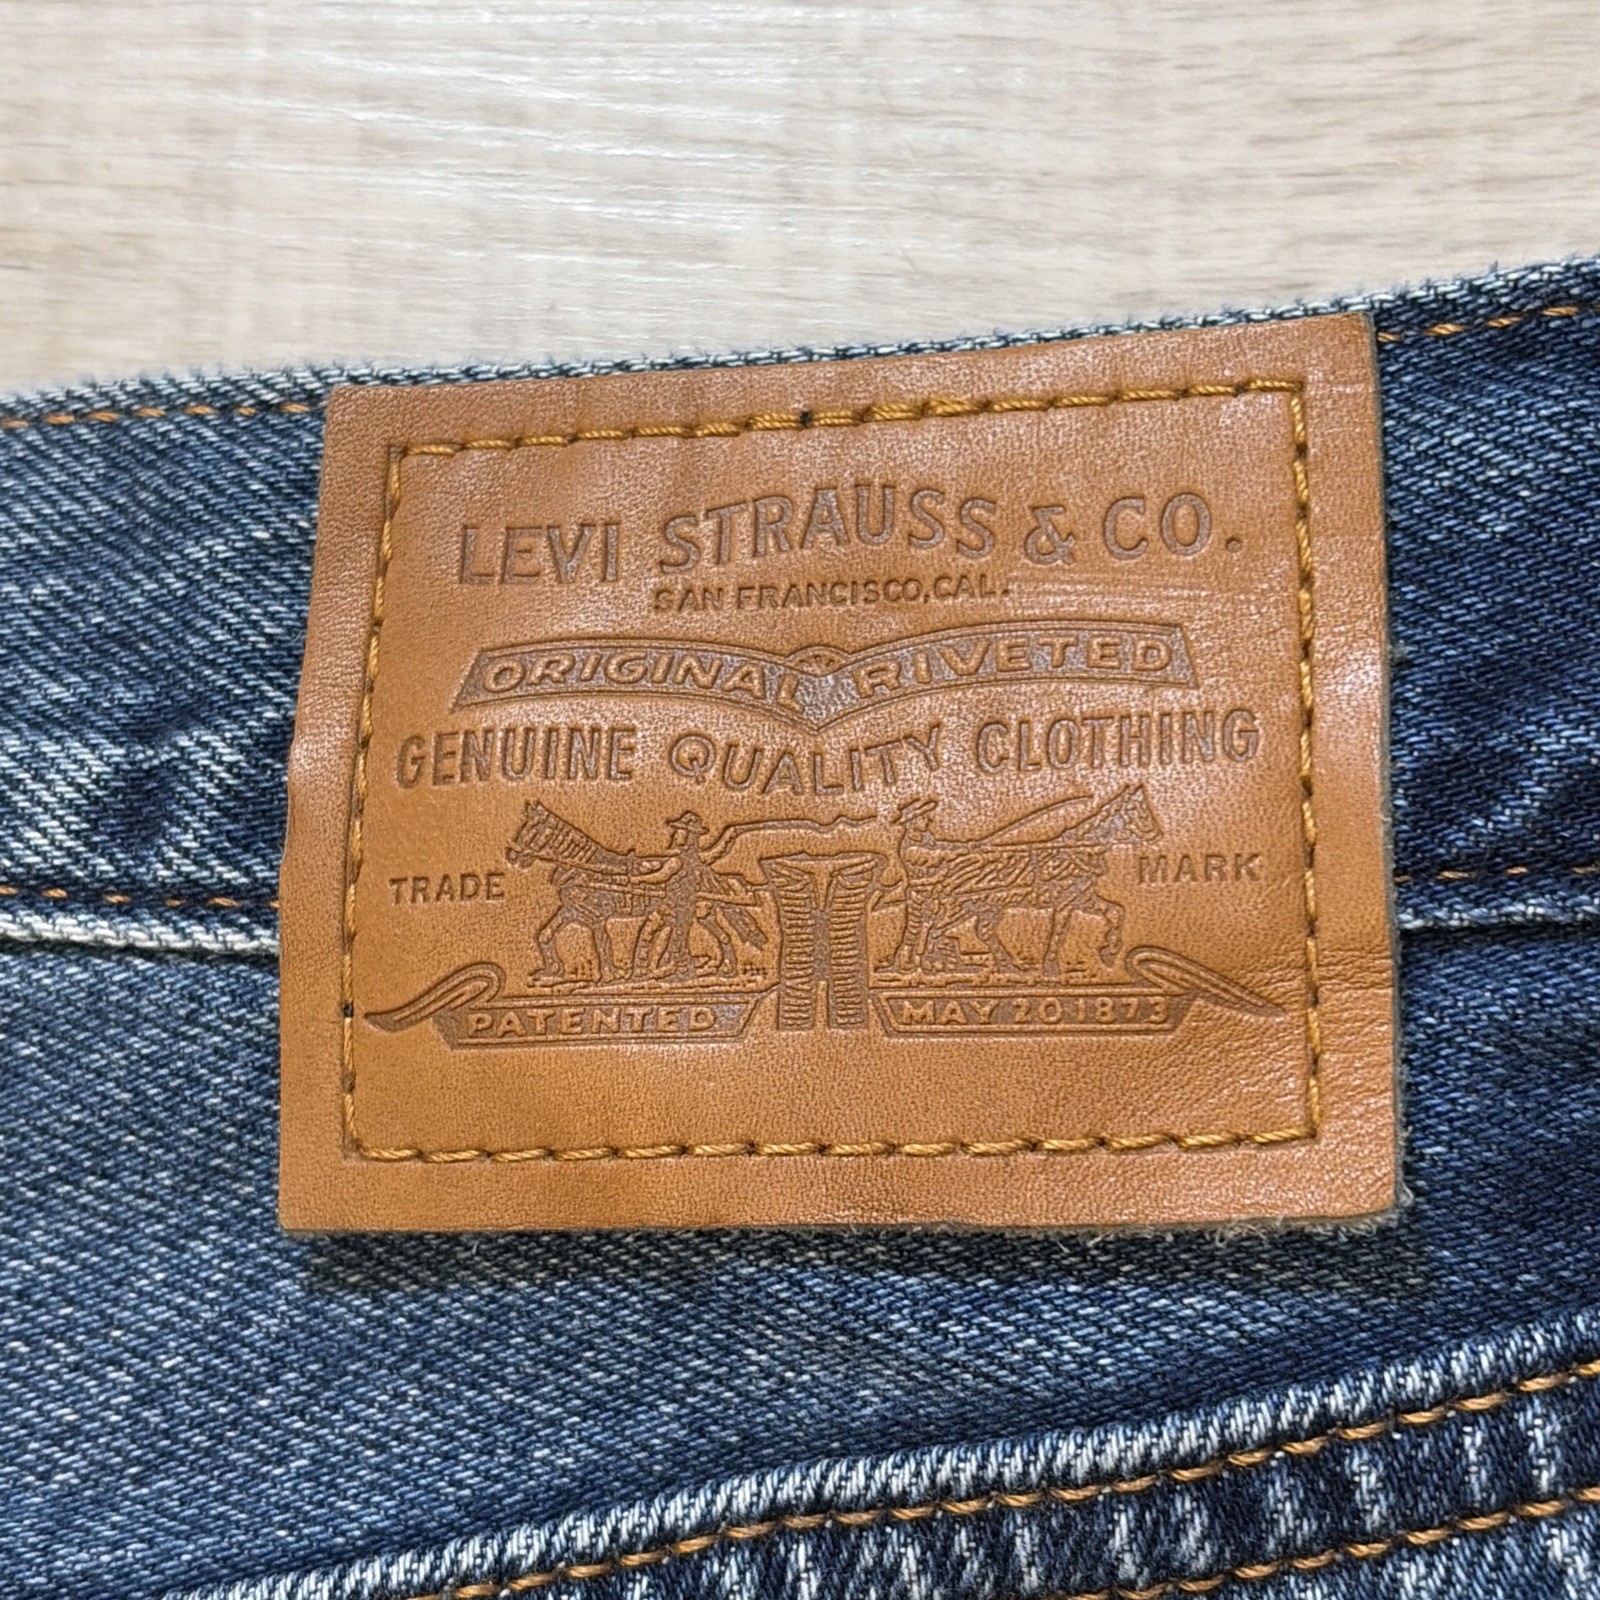 LEVI STRAUSS & CO.
SAN FRANCISCO, CAL.
ORIGINAL RIVETED
GENUINE QUALITY CLOTHING
TRADE MARK
PATENTED MAY 20 1873